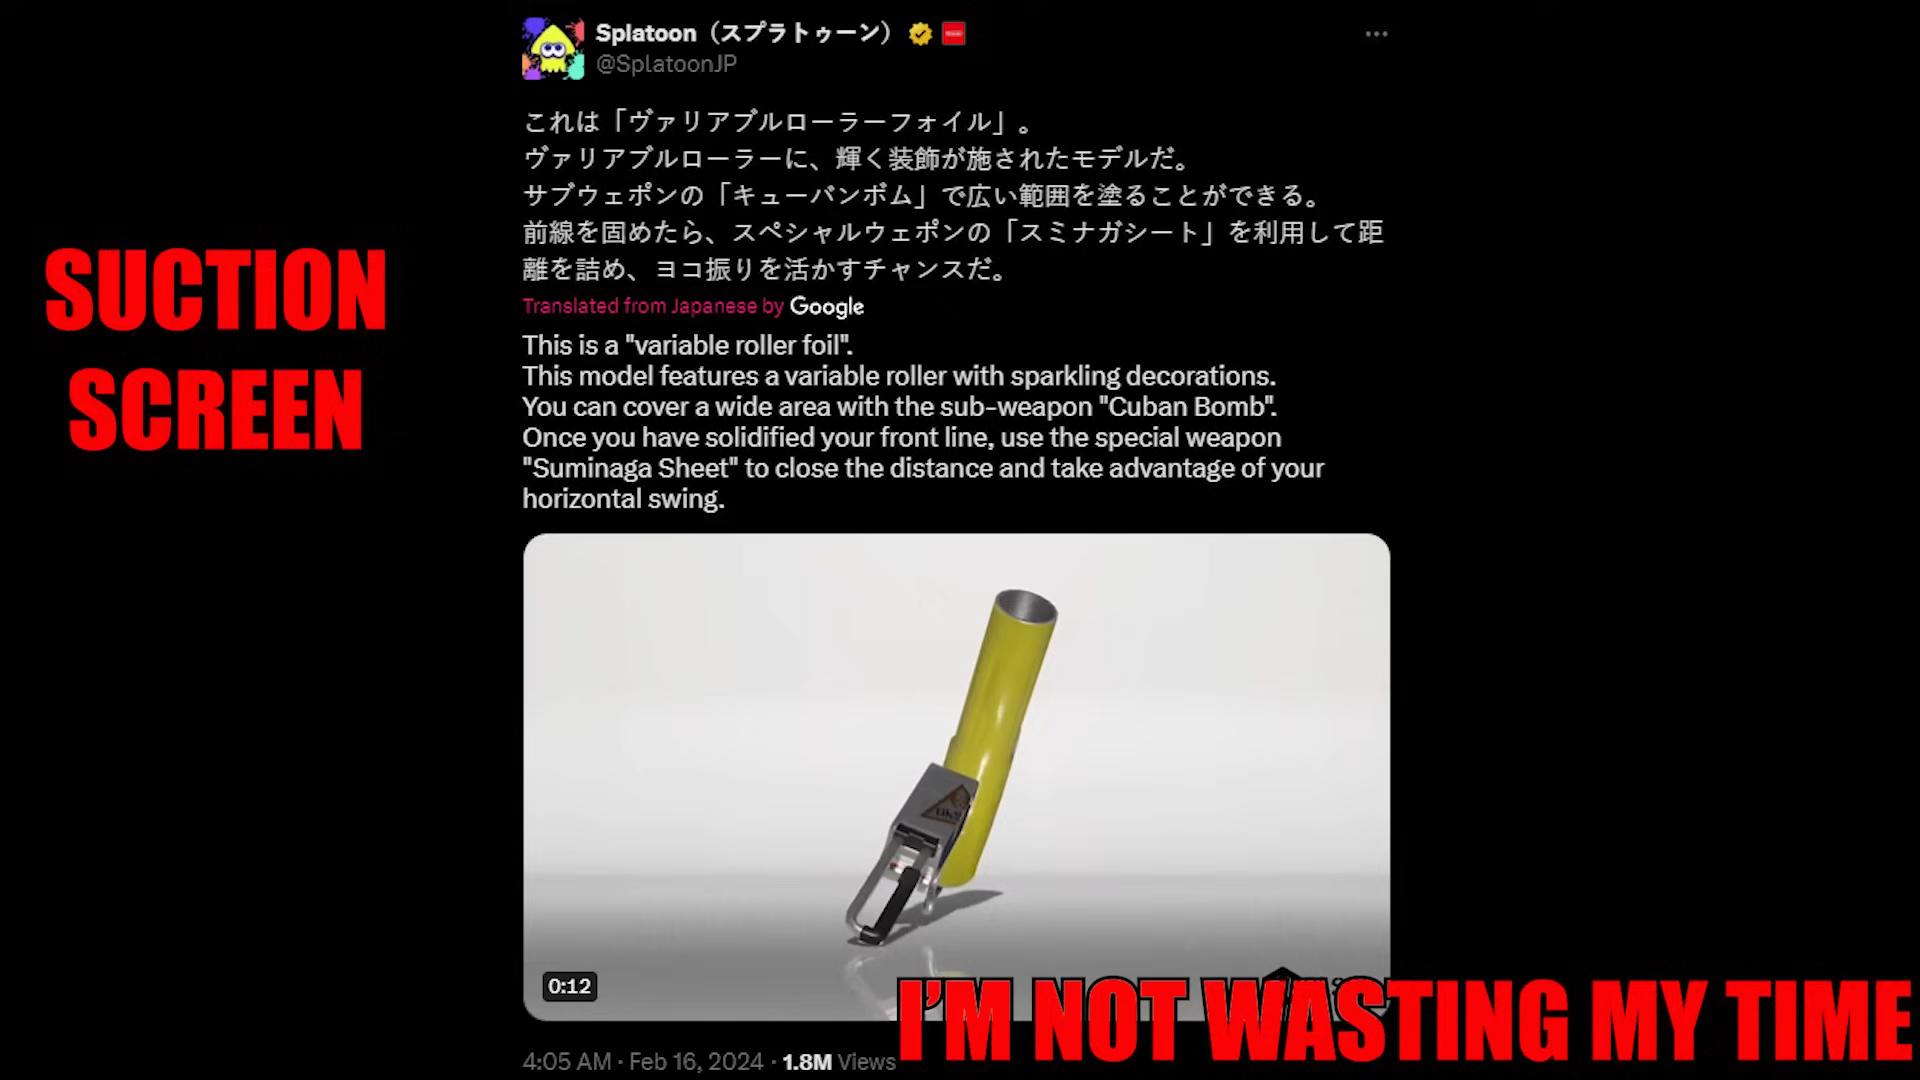 Splatoon（スプラトゥーン）
@SplatoonJP
これは「ヴァリアブルローラーフォイル」。
ヴァリアブルローラーに、輝く装飾が施されたモデルだ。
サブウェポンの「キューバンボム」で広い範囲を塗ることができる。
前線を固めたら、スペシャルウェポンの「スミナガシート」を利用して距
離を詰め、ヨコ振りを活かすチャンスだ。
Translated from Japanese by Google
This is a "variable roller foil".
This model features a variable roller with sparkling decorations.
You can cover a wide area with the sub-weapon "Cuban Bomb".
Once you have solidified your front line, use the special weapon
"Suminaga Sheet" to close the distance and take advantage of your
horizontal swing.
SUCTION
SCREEN
0:12
I'M NOT WASTING MY TIME
4:05 AM · Feb 16, 2024 · 1.8M Views